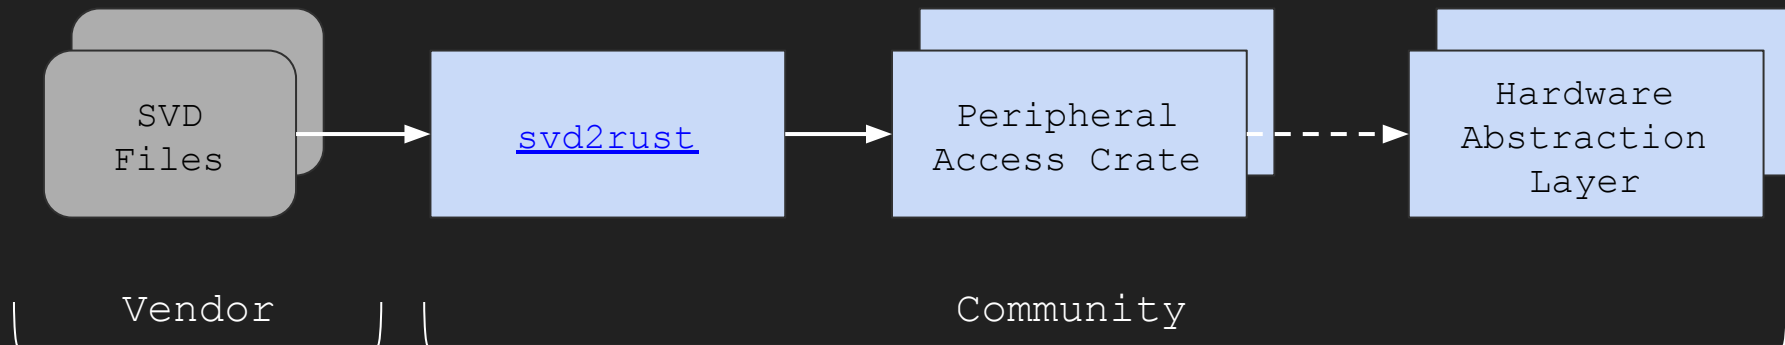 SVD
Files
svd2rust
Peripheral
Access Crate
Hardware
Abstraction
Layer
Vendor
Community